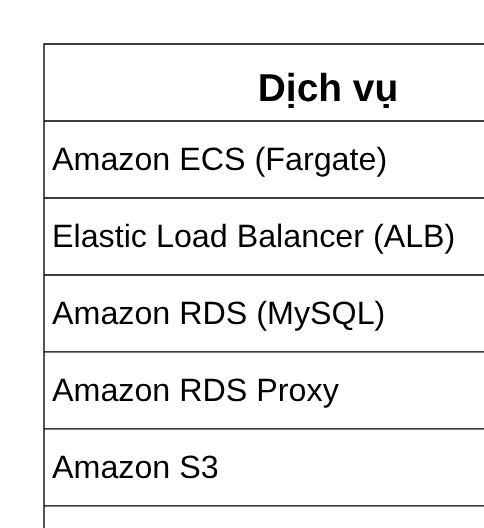 Dịch vụ
Amazon ECS (Fargate)
Elastic Load Balancer (ALB)
Amazon RDS (MySQL)
Amazon RDS Proxy
Amazon S3